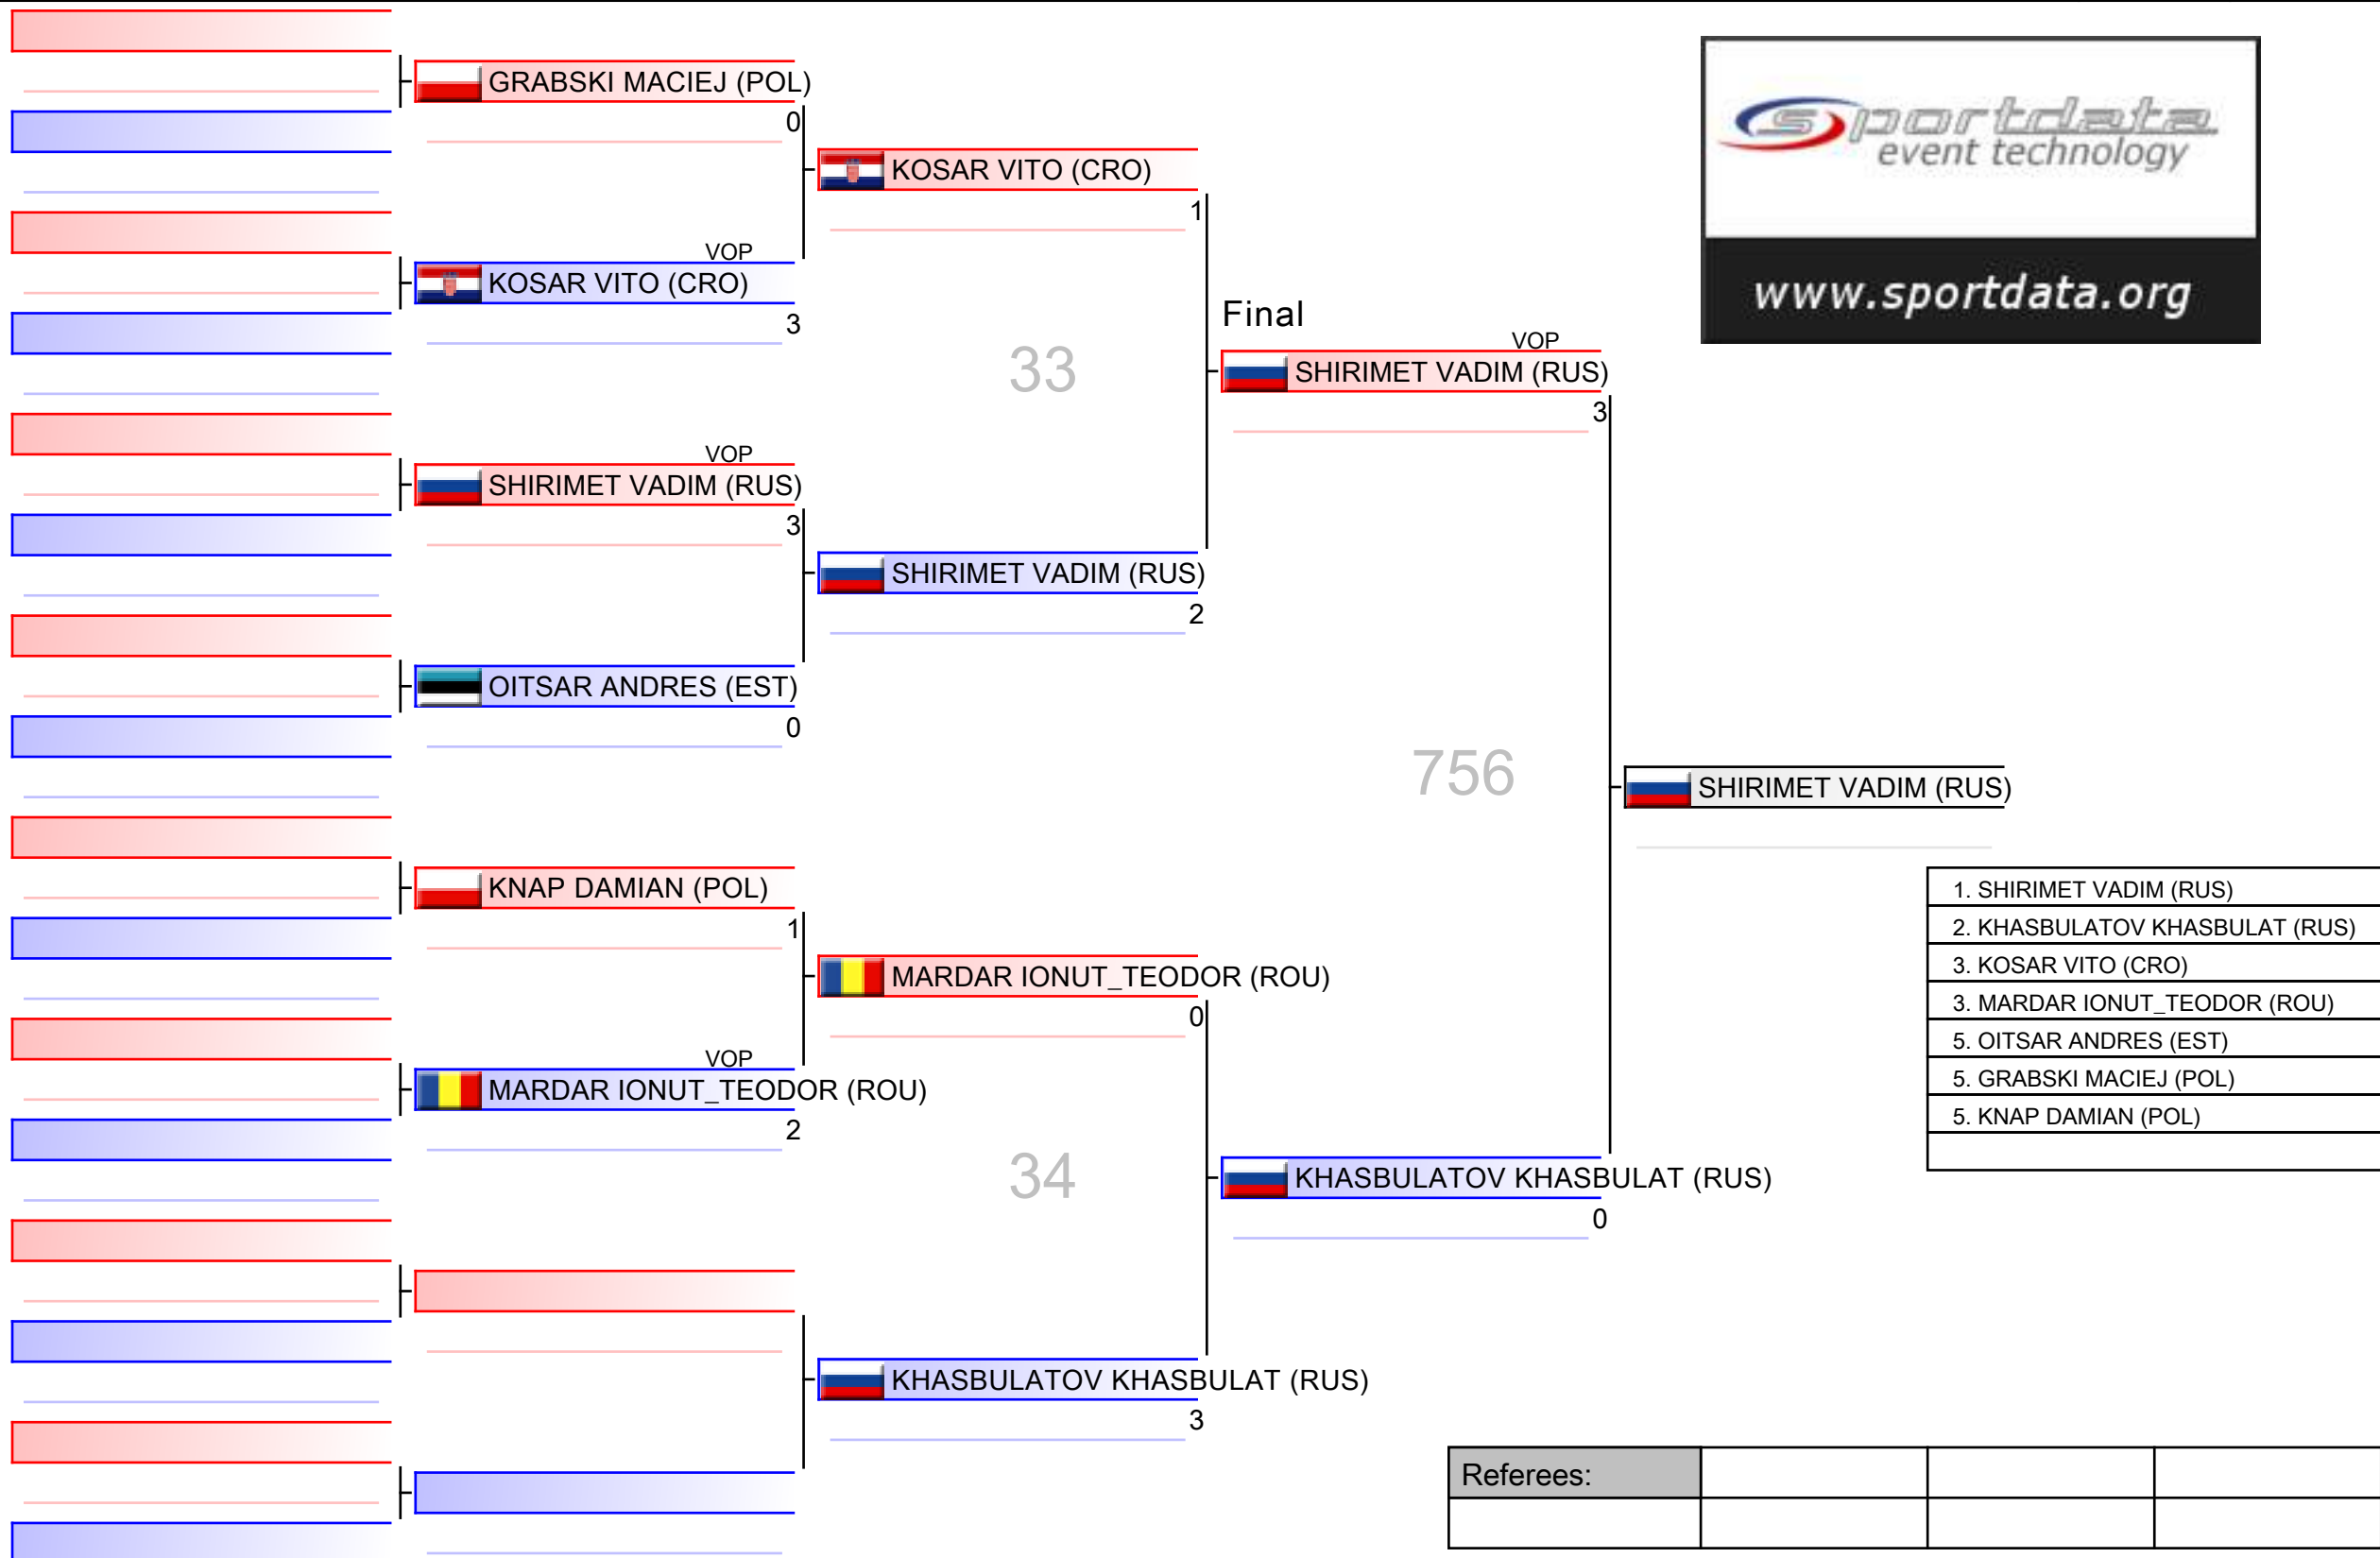 GRABSKI MACIEJ (POL)
0
VOP
KOSAR VITO (CRO)
3
VOP
SHIRIMET VADIM (RUS)
3
OITSAR ANDRES (EST)
0
KNAP DAMIAN (POL)
1
VOP
MARDAR IONUT_TEODOR (ROU)
2
KOSAR VITO (CRO)
1
33
SHIRIMET VADIM (RUS)
2
MARDAR IONUT_TEODOR (ROU)
0
34
KHASBULATOV KHASBULAT (RUS)
3
Final
VOP
SHIRIMET VADIM (RUS)
3
756
KHASBULATOV KHASBULAT (RUS)
0
SHIRIMET VADIM (RUS)
sportdata
event technology
www.sportdata.org
1. SHIRIMET VADIM (RUS)
2. KHASBULATOV KHASBULAT (RUS)
3. KOSAR VITO (CRO)
3. MARDAR IONUT_TEODOR (ROU)
5. OITSAR ANDRES (EST)
5. GRABSKI MACIEJ (POL)
5. KNAP DAMIAN (POL)
Referees: